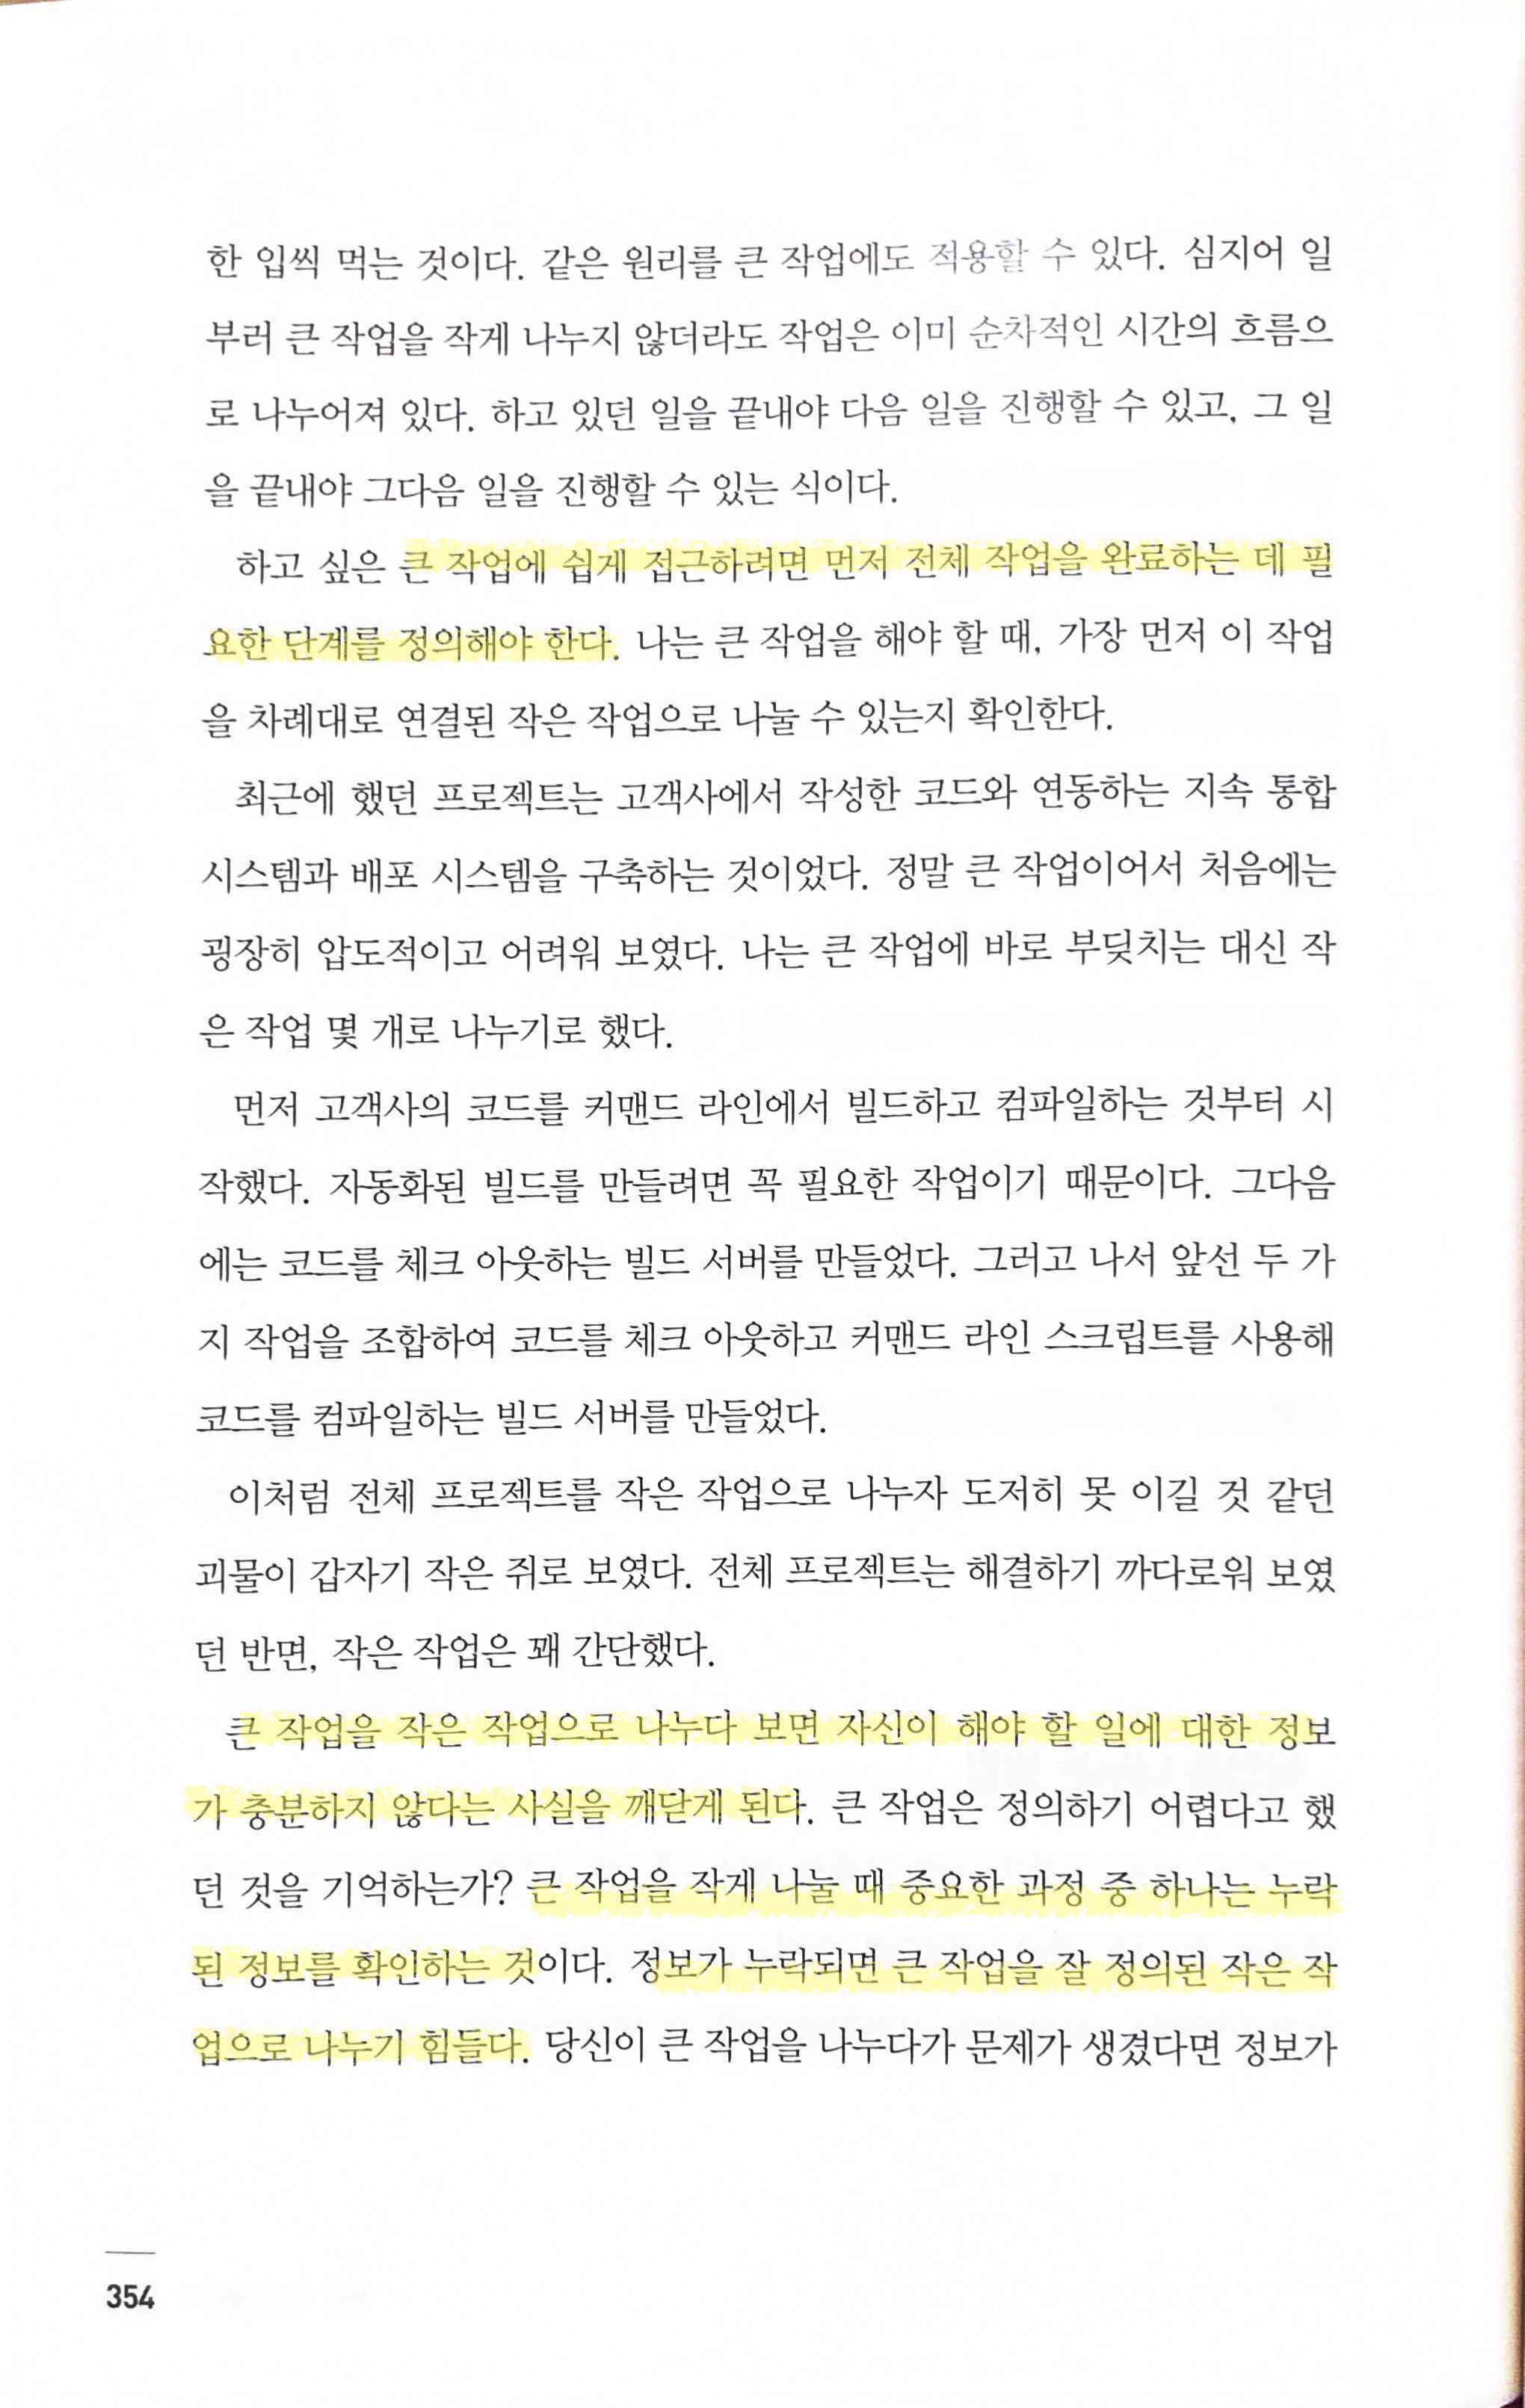 한 입씩 먹는 것이다. 같은 원리를 큰 작업에도 적용할 수 있다. 심지어 일
부러 큰 작업을 작게 나누지 않더라도 작업은 이미 순차적인 시간의 흐름으
로 나누어져 있다. 하고 있던 일을 끝내야 다음 일을 진행할 수 있고, 그 일
을 끝내야 그다음 일을 진행할 수 있는 식이다.
하고 싶은 큰 작업에 쉽게 접근하려면 먼저 전체 작업을 완료하는 데 필
요한 단계를 정의해야 한다. 나는 큰 작업을 해야 할 때, 가장 먼저 이 작업
을 차례대로 연결된 작은 작업으로 나눌 수 있는지 확인한다.
최근에 했던 프로젝트는 고객사에서 작성한 코드와 연동하는 지속 통합
시스템과 배포 시스템을 구축하는 것이었다. 정말 큰 작업이어서 처음에는
굉장히 압도적이고 어려워 보였다. 나는 큰 작업에 바로 부딪치는 대신 작
은 작업 몇 개로 나누기로 했다.
먼저 고객사의 코드를 커맨드 라인에서 빌드하고 컴파일하는 것부터 시
작했다. 자동화된 빌드를 만들려면 꼭 필요한 작업이기 때문이다. 그다음
에는 코드를 체크 아웃하는 빌드 서버를 만들었다. 그러고 나서 앞선 두 가
지 작업을 조합하여 코드를 체크 아웃하고 커맨드 라인 스크립트를 사용해
코드를 컴파일하는 빌드 서버를 만들었다.
이처럼 전체 프로젝트를 작은 작업으로 나누자 도저히 못 이길 것 같던
괴물이 갑자기 작은 쥐로 보였다. 전체 프로젝트는 해결하기 까다로워 보였
던 반면, 작은 작업은 꽤 간단했다.
큰 작업을 작은 작업으로 나누다 보면 자신이 해야 할 일에 대한 정보
가 충분하지 않다는 사실을 깨닫게 된다. 큰 작업은 정의하기 어렵다고 했
던 것을 기억하는가? 큰 작업을 작게 나눌 때 중요한 과정 중 하나는 누락
된 정보를 확인하는 것이다. 정보가 누락되면 큰 작업을 잘 정의된 작은 작
업으로 나누기 힘들다. 당신이 큰 작업을 나누다가 문제가 생겼다면 정보가
354